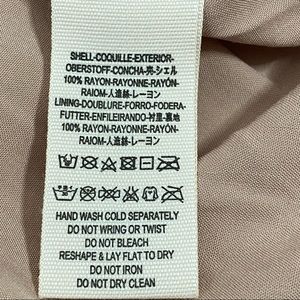 SHELL-COQUILLE-EXTERIOR-
OBERSTOFF-CONCHA-売-シェル
100% RAYON-RAYONNE-RAYÓN-
RAIOM-人造絲-レーヨン
LINING-DOUBLURE-FORRO-FODERA-
FUTTER-ENFILEIRANDO-衬里-裏地
100% RAYON-RAYONNE-RAYÓN-
RAIOM-人造絲-レーヨン
HAND WASH COLD SEPARATELY
DO NOT WRING OR TWIST
DO NOT BLEACH
RESHAPE & LAY FLAT TO DRY
DO NOT IRON
DO NOT DRY CLEAN